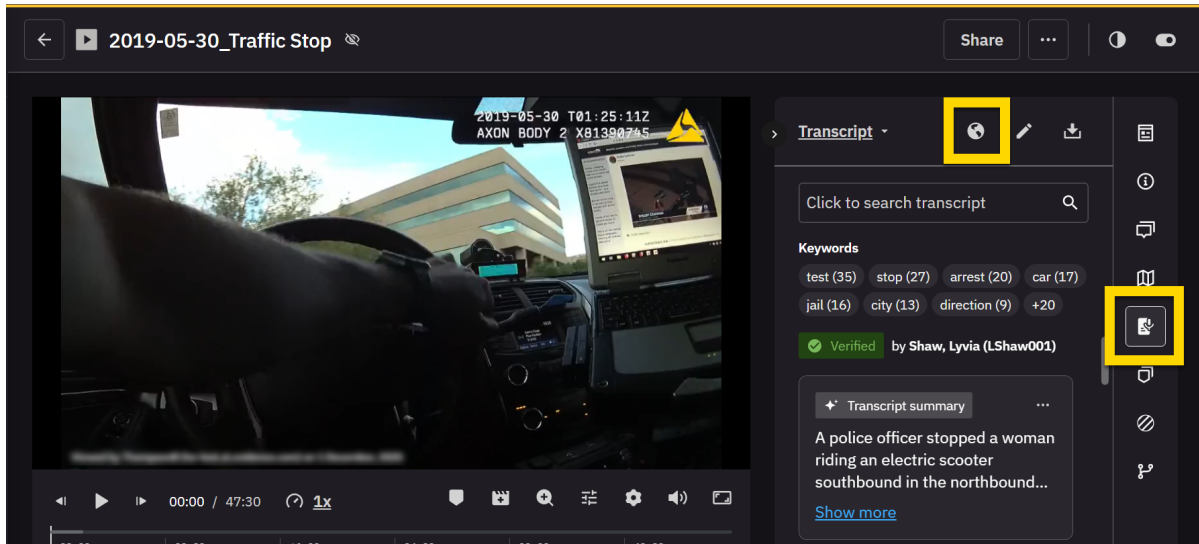 2019-05-30_Traffic Stop
Share
2019-05-30 T01:25:11Z
AXON BODY 2 X81390745
Transcript
Click to search transcript
Keywords
test (35) stop (27) arrest (20) car (17)
jail (16) city (13) direction (9) +20
Verified by Shaw, Lyvia (LShaw001)
Transcript summary
A police officer stopped a woman
riding an electric scooter
southbound in the northbound...
Show more
00:00 / 47:30 1x